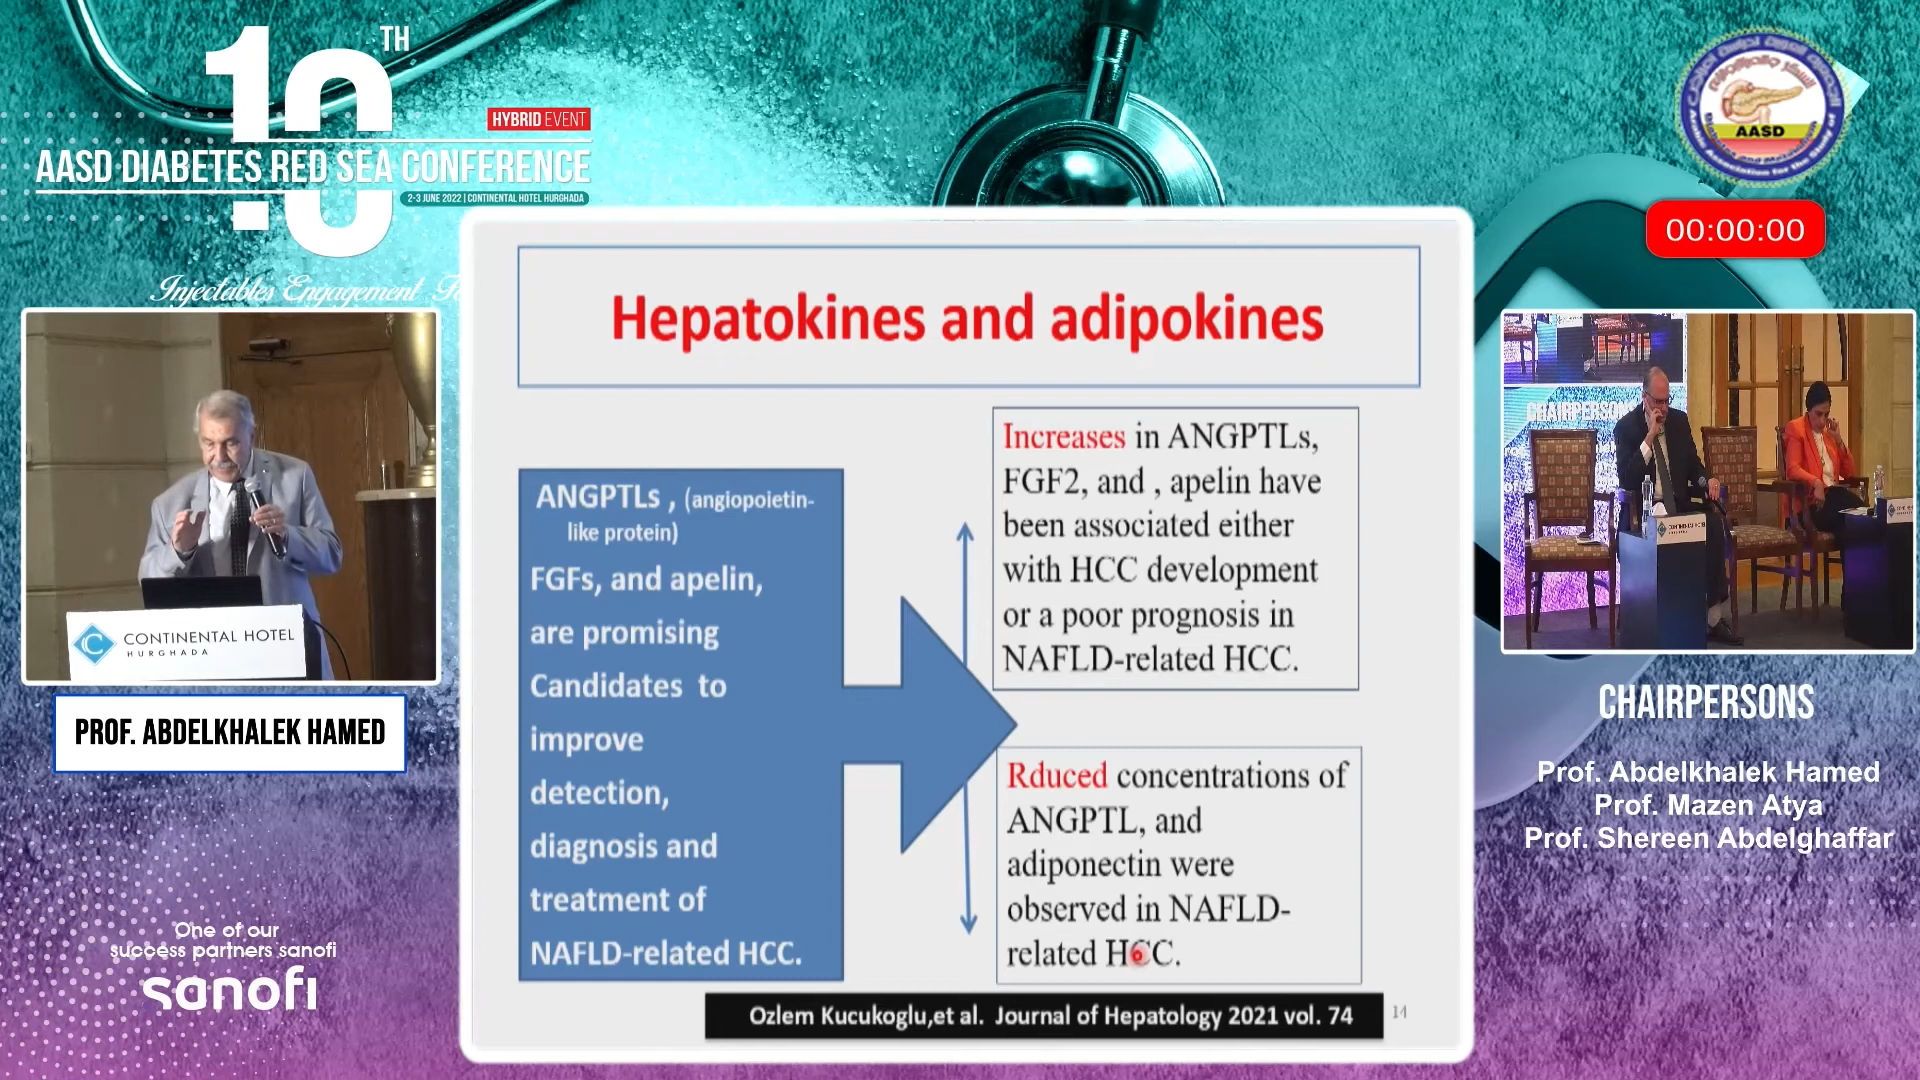 10TH
HYBRID EVENT
AASD DIABETES RED SEA CONFERENCE
2-3 JUNE 2022 | CONTINENTAL HOTEL HURGHADA
Injectables Engagement
AASD
00:00:00
Hepatokines and adipokines
ANGPTLs , (angiopoietin-
like protein)
FGFs, and apelin,
are promising
Candidates to
improve
detection,
diagnosis and
treatment of
NAFLD-related HCC.
Increases in ANGPTLs,
FGF2, and , apelin have
been associated either
with HCC development
or a poor prognosis in
NAFLD-related HCC.
Rduced concentrations of
ANGPTL, and
adiponectin were
observed in NAFLD-
related HCC.
Ozlem Kucukoglu,et al. Journal of Hepatology 2021 vol. 74
14
CONTINENTAL HOTEL
HURGHADA
PROF. ABDELKHALEK HAMED
One of our
success partners sanofi
sanofi
CHAIRPERSONS
CHAIRPERSONS
Prof. Abdelkhalek Hamed
Prof. Mazen Atya
Prof. Shereen Abdelghaffar